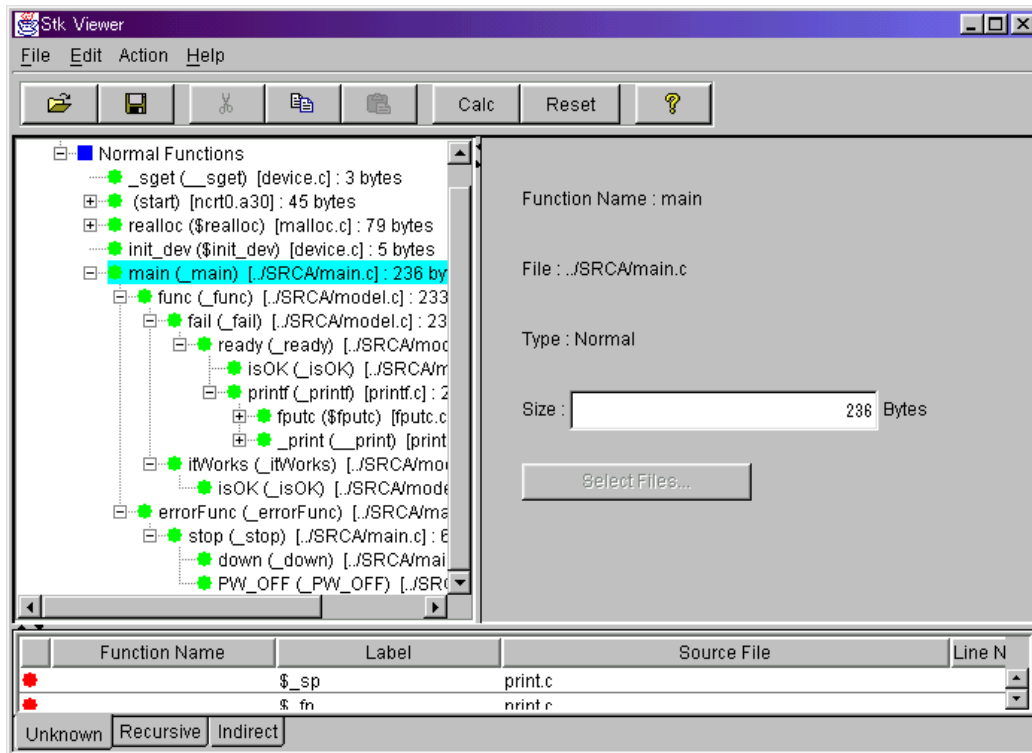 Stk Viewer
File Edit Action Help
Calc Reset
Normal Functions
_sget (__sget) [device.c] : 3 bytes
(start) [ncrt0.a30] : 45 bytes
realloc ($realloc) [malloc.c] : 79 bytes
init_dev ($init_dev) [device.c] : 5 bytes
main (_main) [../SRCA/main.c] : 236 by
func (_func) [../SRCA/model.c] : 233
fail (_fail) [../SRCA/model.c] : 23
ready (_ready) [../SRCA/mod
isOK (_isOK) [../SRCA/m
printf (_printf) [printf.c] : 2
fputc ($fputc) [fputc.c
_print (__print) [print
itWorks (_itWorks) [../SRCA/mo
isOK (_isOK) [../SRCA/mode
errorFunc (_errorFunc) [../SRCA/ma
stop (_stop) [../SRCA/main.c] : 6
down (_down) [../SRCA/mai
PW_OFF (_PW_OFF) [../SRC
Function Name : main
File : ../SRCA/main.c
Type : Normal
Size : 236 Bytes
Select Files...
Function Name Label Source File Line N
$_sp print.c
$_fp print.c
Unknown Recursive Indirect